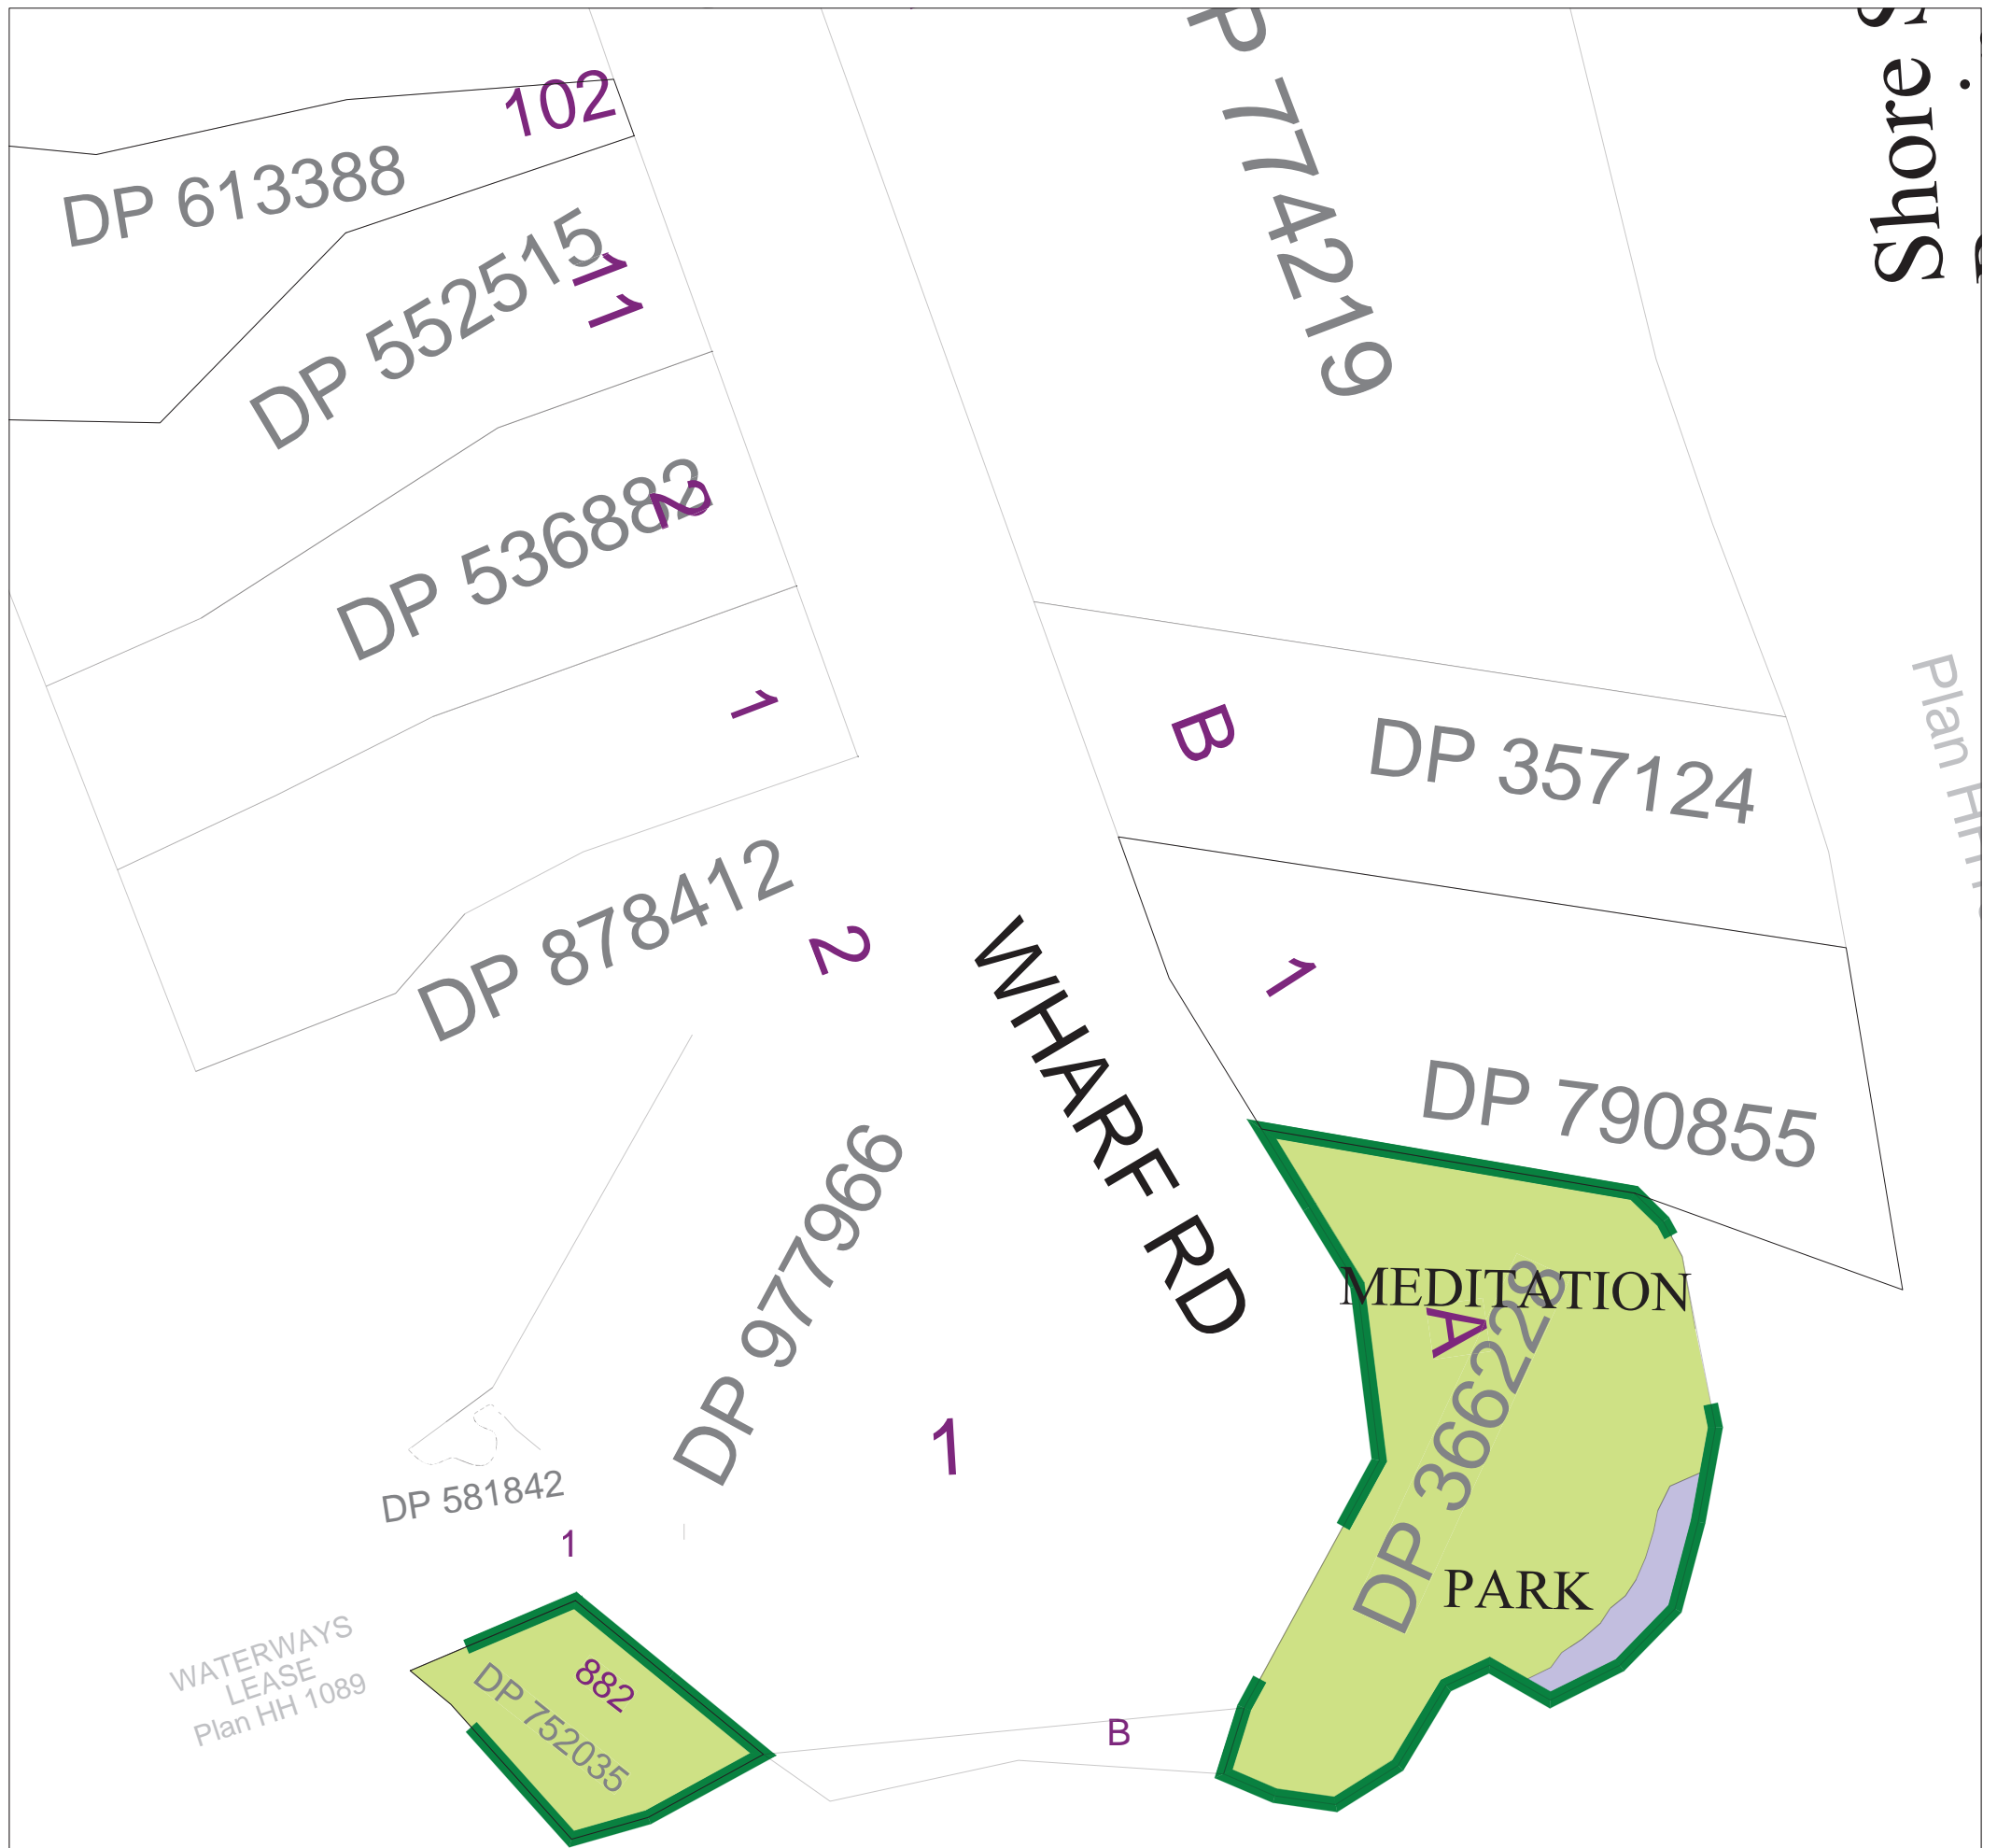 102
DP 613388
DP 552515
11
DP 536882
2
1
DP 878412
2
P 774219
Shore
B
DP 357124
1
DP 790855
WHARF RD
DP 977966
1
DP 581842
1
MEDITATION
A
DP 366228
PARK
WATERWAYS
LEASE
Plan HH 1089
882
DP 752035
B
Plan